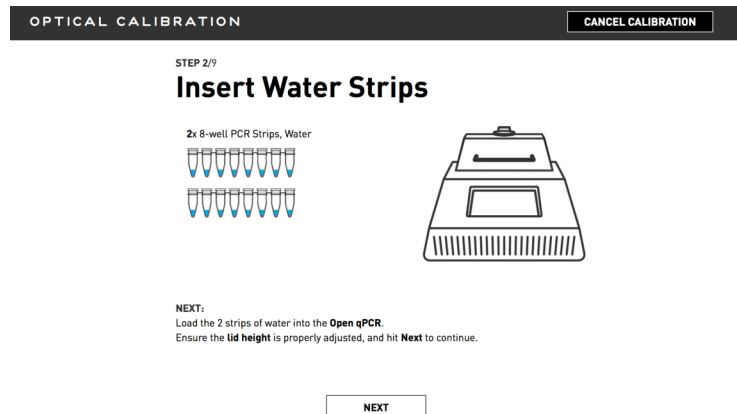 OPTICAL CALIBRATION
CANCEL CALIBRATION
STEP 2/9
Insert Water Strips
2x 8-well PCR Strips, Water
NEXT:
Load the 2 strips of water into the Open qPCR.
Ensure the lid height is properly adjusted, and hit Next to continue.
NEXT